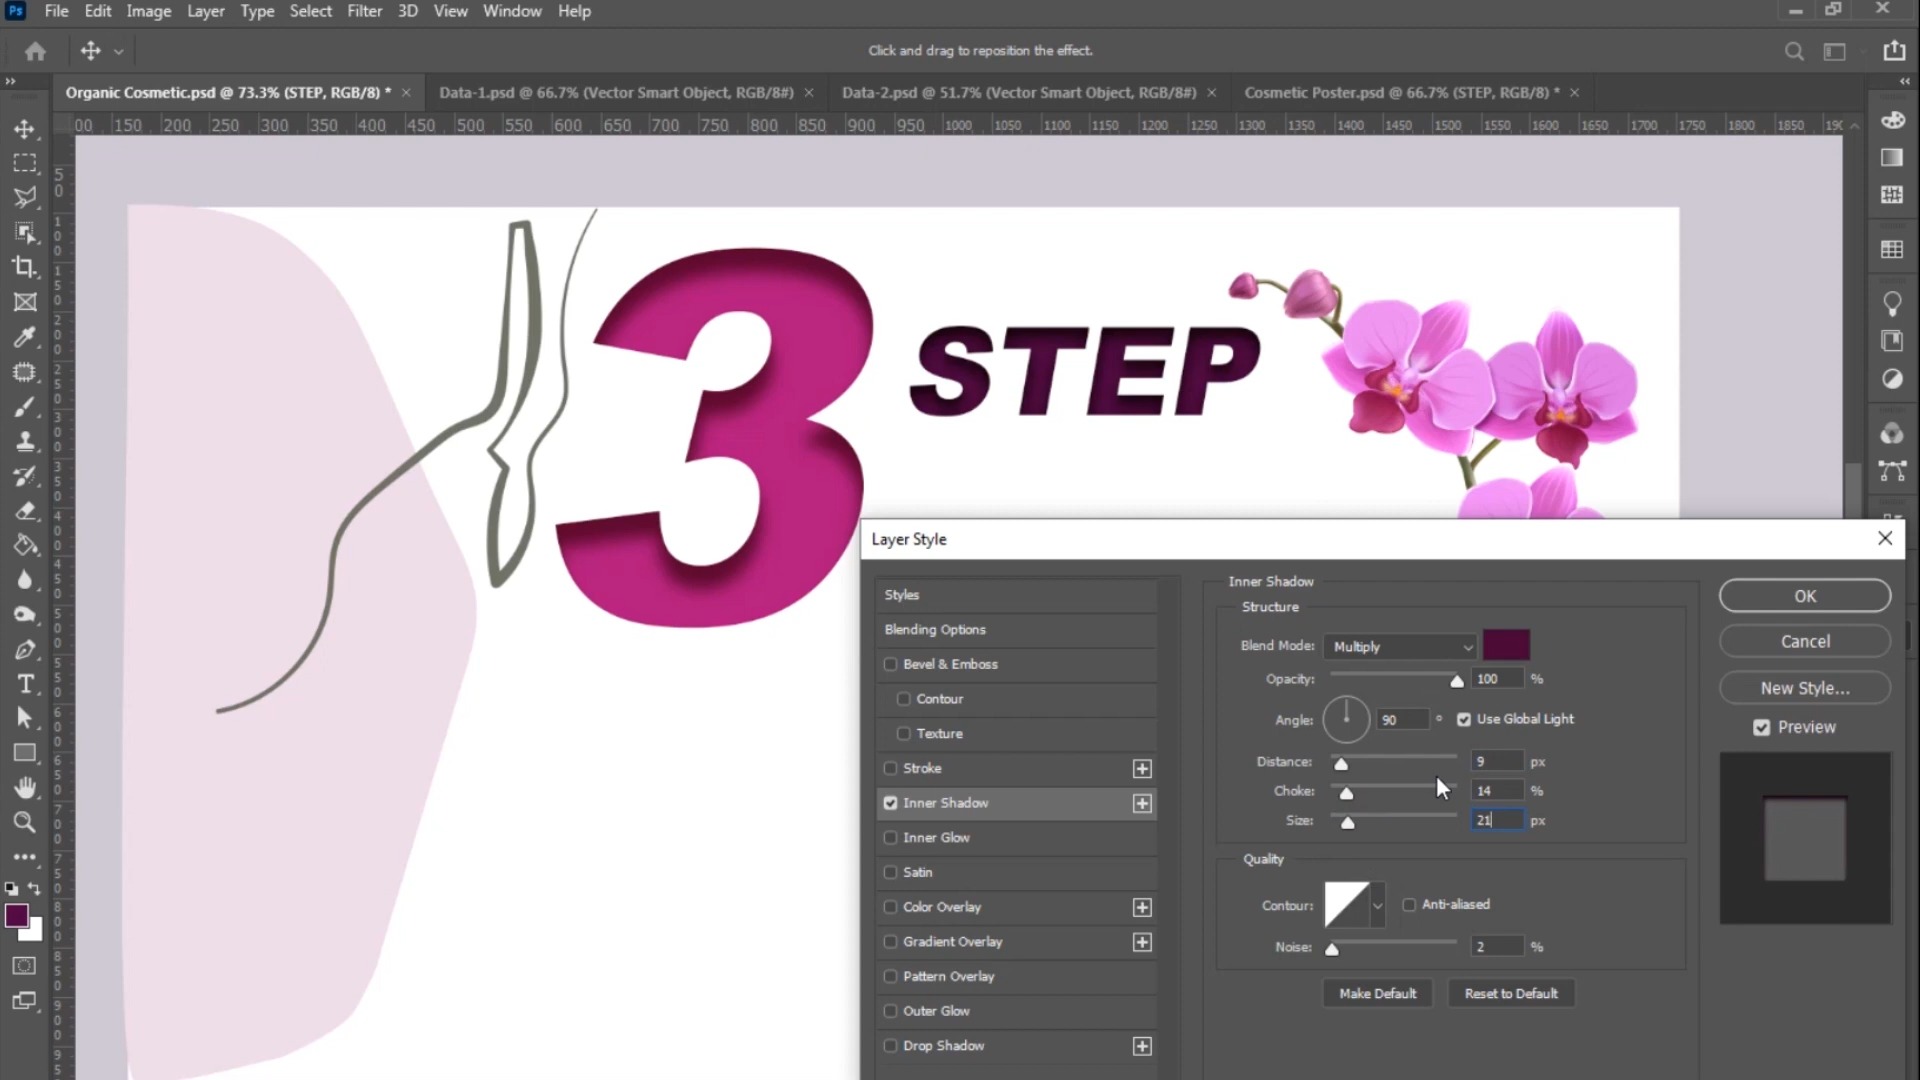 Ps File Edit Image Layer Type Select Filter 3D View Window Help
Click and drag to reposition the effect.
Organic Cosmetic.psd @ 73.3% (STEP, RGB/8) * × Data-1.psd @ 66.7% (Vector Smart Object, RGB/8#) × Data-2.psd @ 51.7% (Vector Smart Object, RGB/8#) × Cosmetic Poster.psd @ 66.7% (STEP, RGB/8) * ×
00 150 200 250 300 350 400 450 500 550 600 650 700 750 800 850 900 950 1000 1050 1100 1150 1200 1250 1300 1350 1400 1450 1500 1550 1600 1650 1700 1750 1800 1850
3 STEP
Layer Style
Styles
Blending Options
Bevel & Emboss
Contour
Texture
Stroke
Inner Shadow
Inner Glow
Satin
Color Overlay
Gradient Overlay
Pattern Overlay
Outer Glow
Drop Shadow
Inner Shadow
Structure
Blend Mode: Multiply
Opacity: 100 %
Angle: 90 ° Use Global Light
Distance: 9 px
Choke: 14 %
Size: 21 px
Quality
Contour: Anti-aliased
Noise: 2 %
Make Default Reset to Default
OK
Cancel
New Style...
Preview